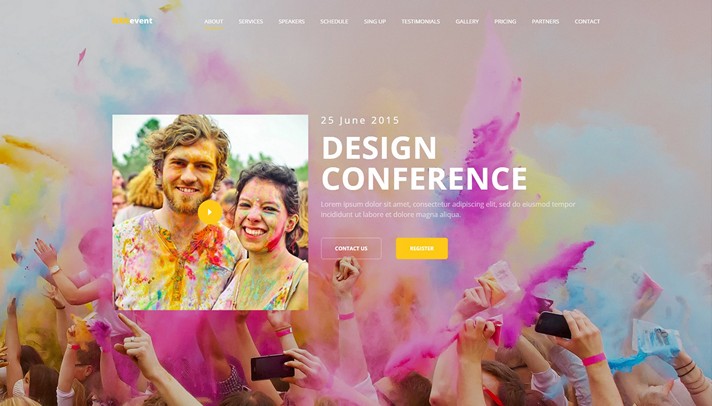 event
ABOUT
SERVICES
SPEAKERS
SCHEDULE
SING UP
TESTIMONIALS
GALLERY
PRICING
PARTNERS
CONTACT
25 June 2015
DESIGN
CONFERENCE
Lorem ipsum dolor sit amet, consectetur adipiscing elit, sed do eiusmod tempor
incididunt ut labore et dolore magna aliqua.
CONTACT US
REGISTER